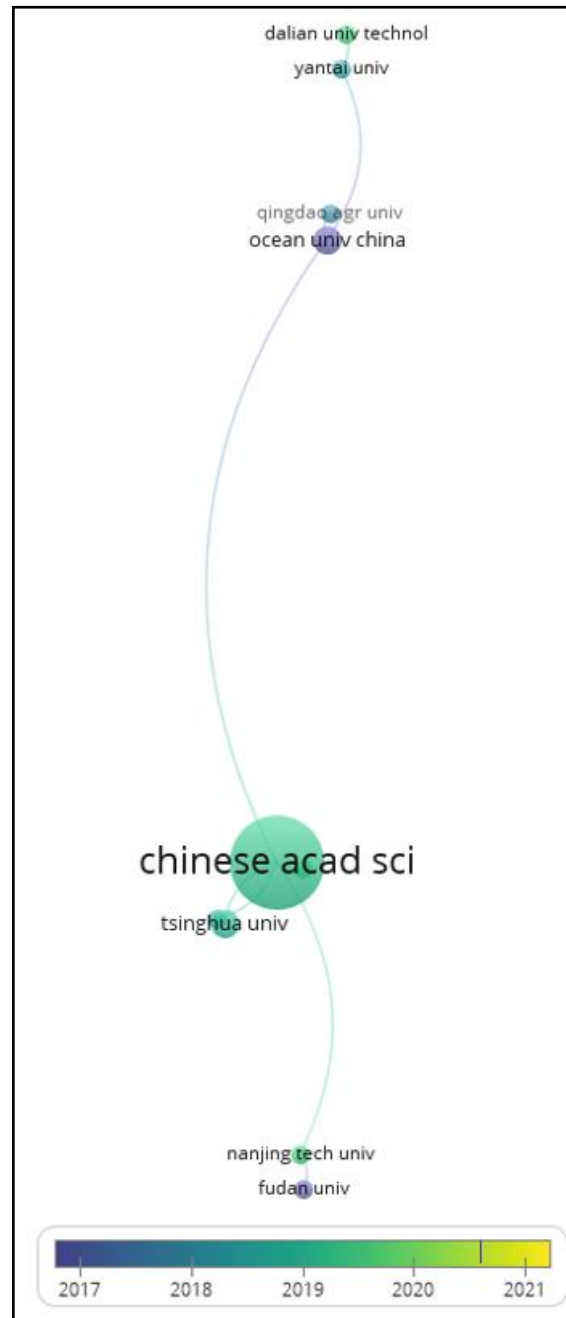 dalian univ technol
yantai univ
qingdao agr univ
ocean univ china
chinese acad sci
tsinghua univ
nanjing tech univ
fudan univ
2017 2018 2019 2020 2021